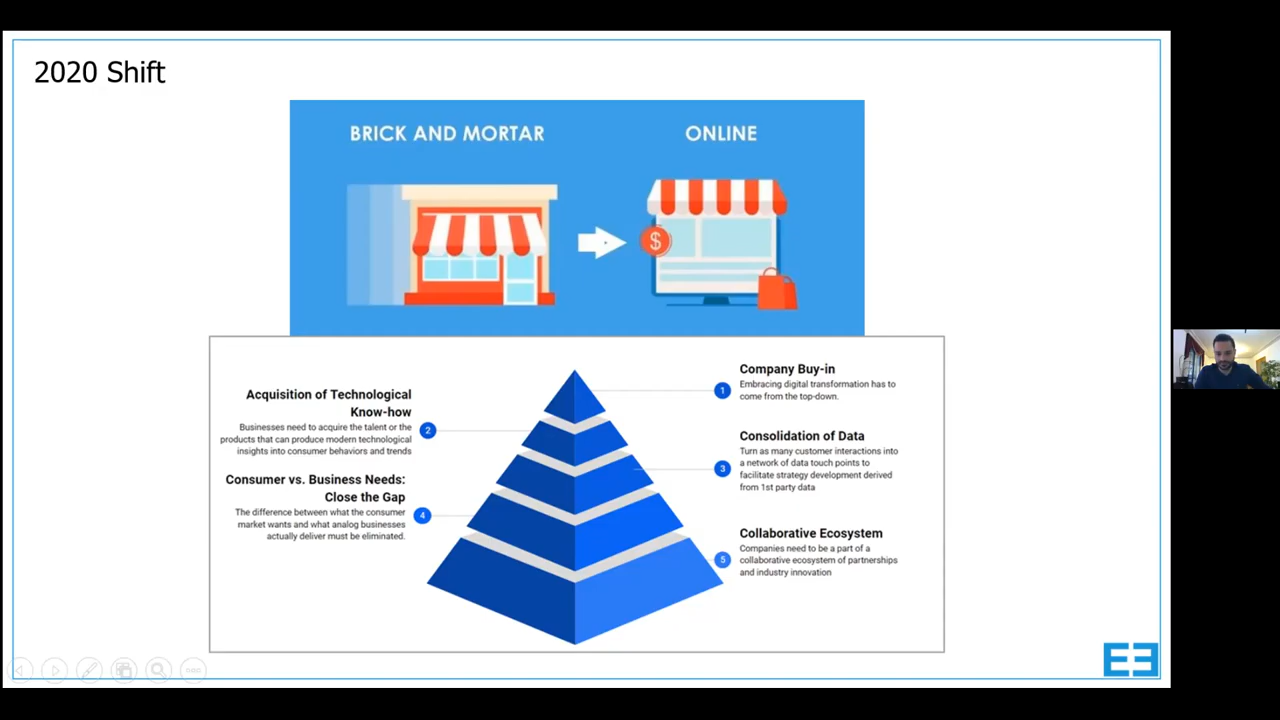 2020 Shift
BRICK AND MORTAR
ONLINE
$
Company Buy-in
Embracing digital transformation has to
come from the top-down.
1
Acquisition of Technological
Know-how
Businesses need to acquire the talent or the
products that can produce modern technological
insights into consumer behaviors and trends
2
Consolidation of Data
Turn as many customer interactions into
a network of data touch points to
facilitate strategy development derived
from 1st party data
3
Consumer vs. Business Needs:
Close the Gap
The difference between what the consumer
market wants and what analog businesses
actually deliver must be eliminated.
4
Collaborative Ecosystem
Companies need to be a part of a
collaborative ecosystem of partnerships
and industry innovation
5